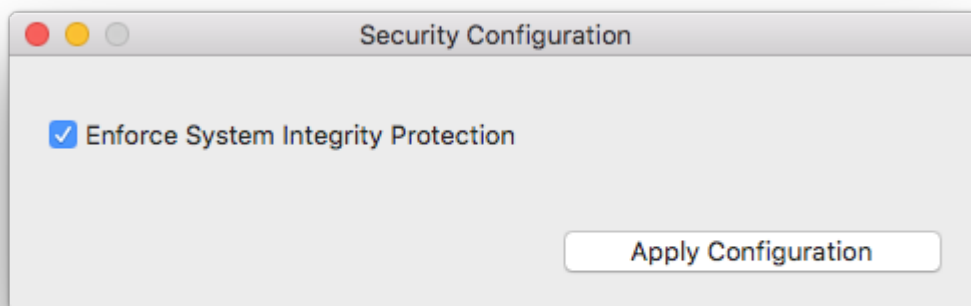 Security Configuration
Enforce System Integrity Protection
Apply Configuration